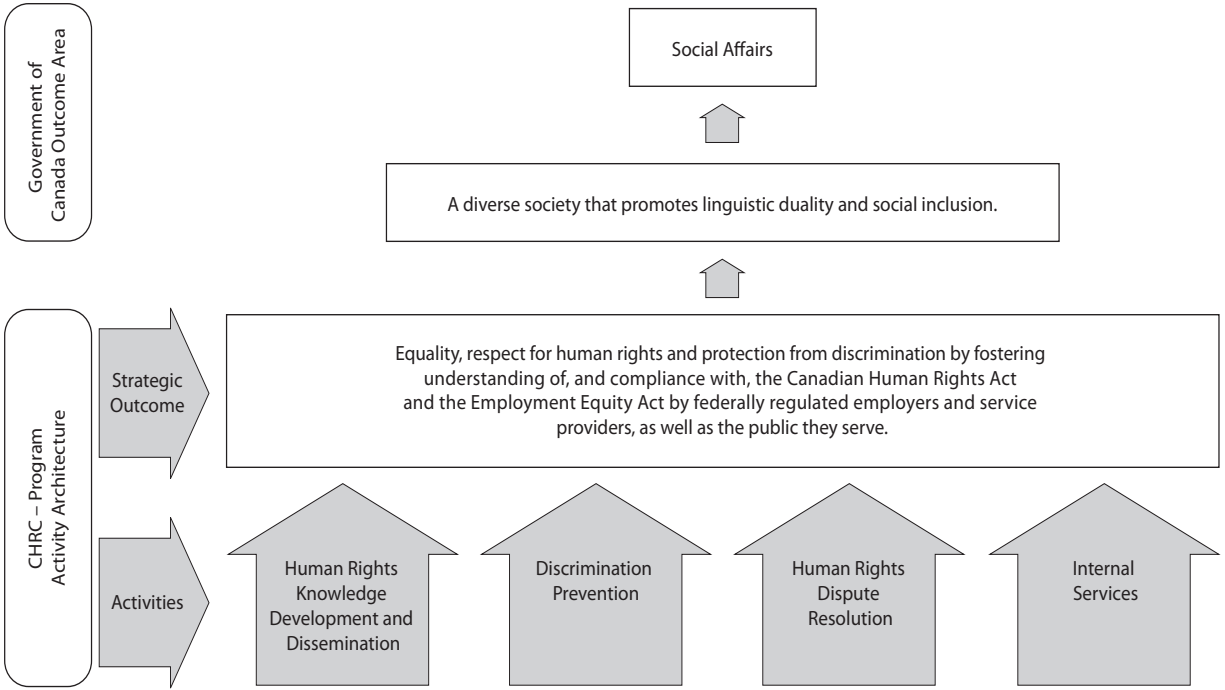 Government of
Canada Outcome Area
Social Affairs
A diverse society that promotes linguistic duality and social inclusion.
CHRC – Program
Activity Architecture
Strategic
Outcome
Equality, respect for human rights and protection from discrimination by fostering
understanding of, and compliance with, the Canadian Human Rights Act
and the Employment Equity Act by federally regulated employers and service
providers, as well as the public they serve.
Activities
Human Rights
Knowledge
Development and
Dissemination
Discrimination
Prevention
Human Rights
Dispute
Resolution
Internal
Services